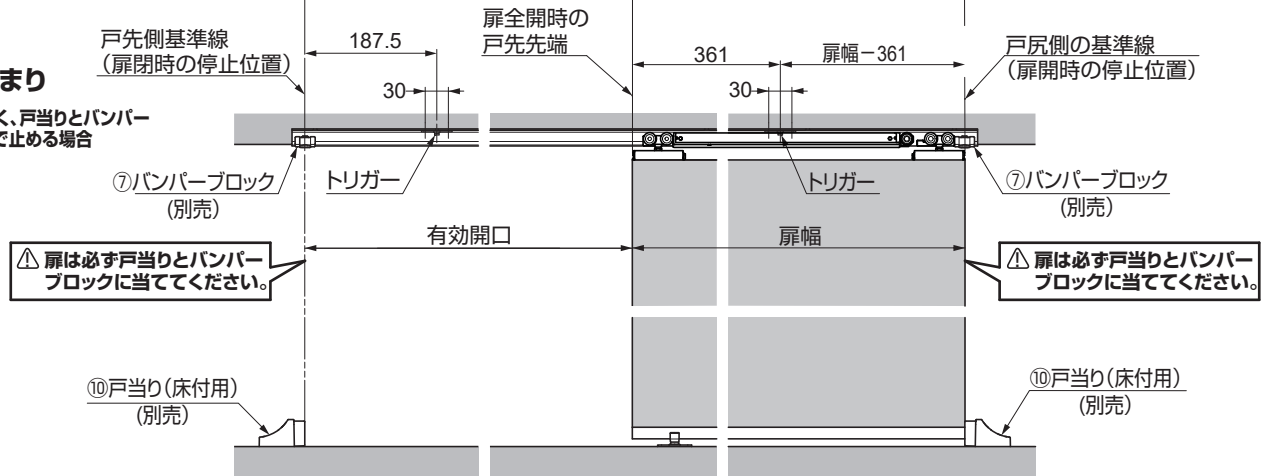 戸先側基準線
(扉閉時の停止位置)
187.5
扉全開時の
戸先先端
361
扉幅−361
戸尻側の基準線
(扉開時の停止位置)
まり
く、戸当りとバンパー
で止める場合
30
30
⑦バンパーブロック
(別売)
トリガー
トリガー
⑦バンパーブロック
(別売)
有効開口
扉幅
⚠ 扉は必ず戸当りとバンパー
ブロックに当ててください。
⚠ 扉は必ず戸当りとバンパー
ブロックに当ててください。
⑩戸当り(床付用)
(別売)
⑩戸当り(床付用)
(別売)